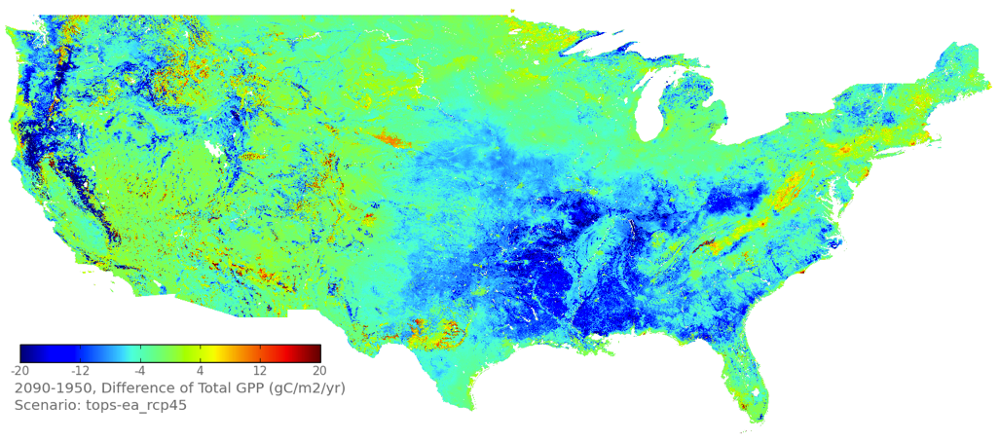 -20 -12 -4 4 12 20
2090-1950, Difference of Total GPP (gC/m2/yr)
Scenario: tops-ea_rcp45